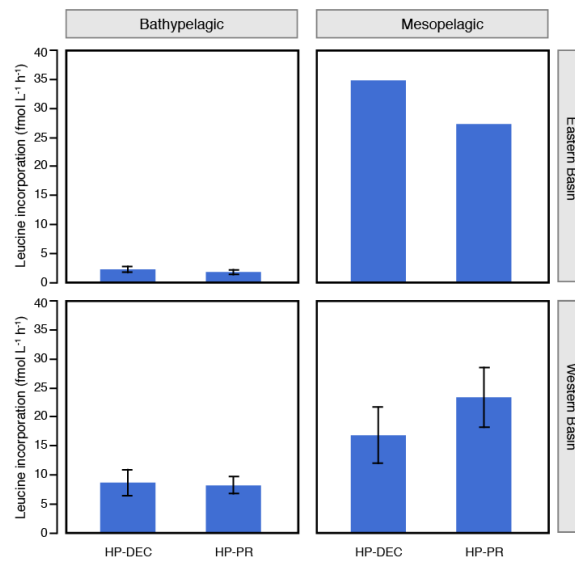 Bathypelagic
Mesopelagic
Leucine incorporation (fmol L⁻¹ h⁻¹)
40
35
30
25
20
15
10
5
0
Eastern Basin
Leucine incorporation (fmol L⁻¹ h⁻¹)
40
35
30
25
20
15
10
5
0
Western Basin
HP-DEC
HP-PR
HP-DEC
HP-PR